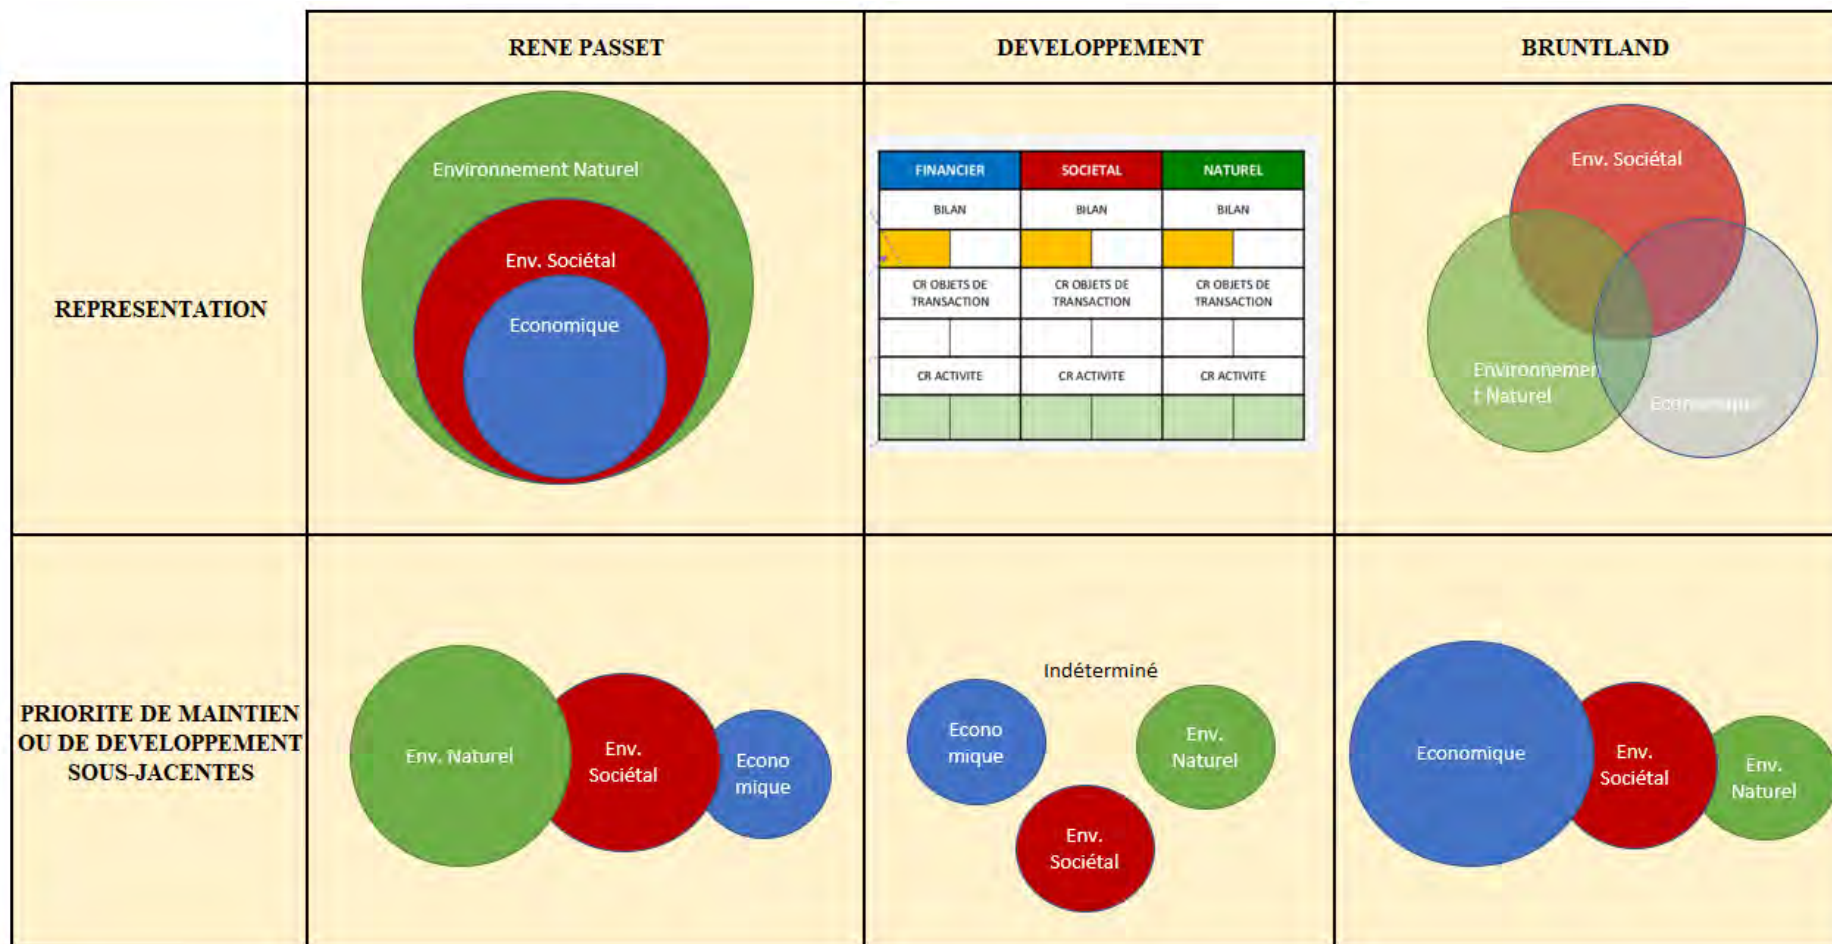 RENE PASSET
DEVELOPPEMENT
BRUNTLAND
REPRESENTATION
Environnement Naturel
Env. Sociétal
Economique
FINANCIER
SOCIETAL
NATUREL
BILAN
BILAN
BILAN
CR OBJETS DE
TRANSACTION
CR OBJETS DE
TRANSACTION
CR OBJETS DE
TRANSACTION
CR ACTIVITE
CR ACTIVITE
CR ACTIVITE
Env. Sociétal
Environnemen
t Naturel
Economique
PRIORITE DE MAINTIEN
OU DE DEVELOPPEMENT
SOUS-JACENTES
Env. Naturel
Env.
Sociétal
Econo
mique
Indéterminé
Econo
mique
Env.
Naturel
Env.
Sociétal
Economique
Env.
Sociétal
Env.
Naturel